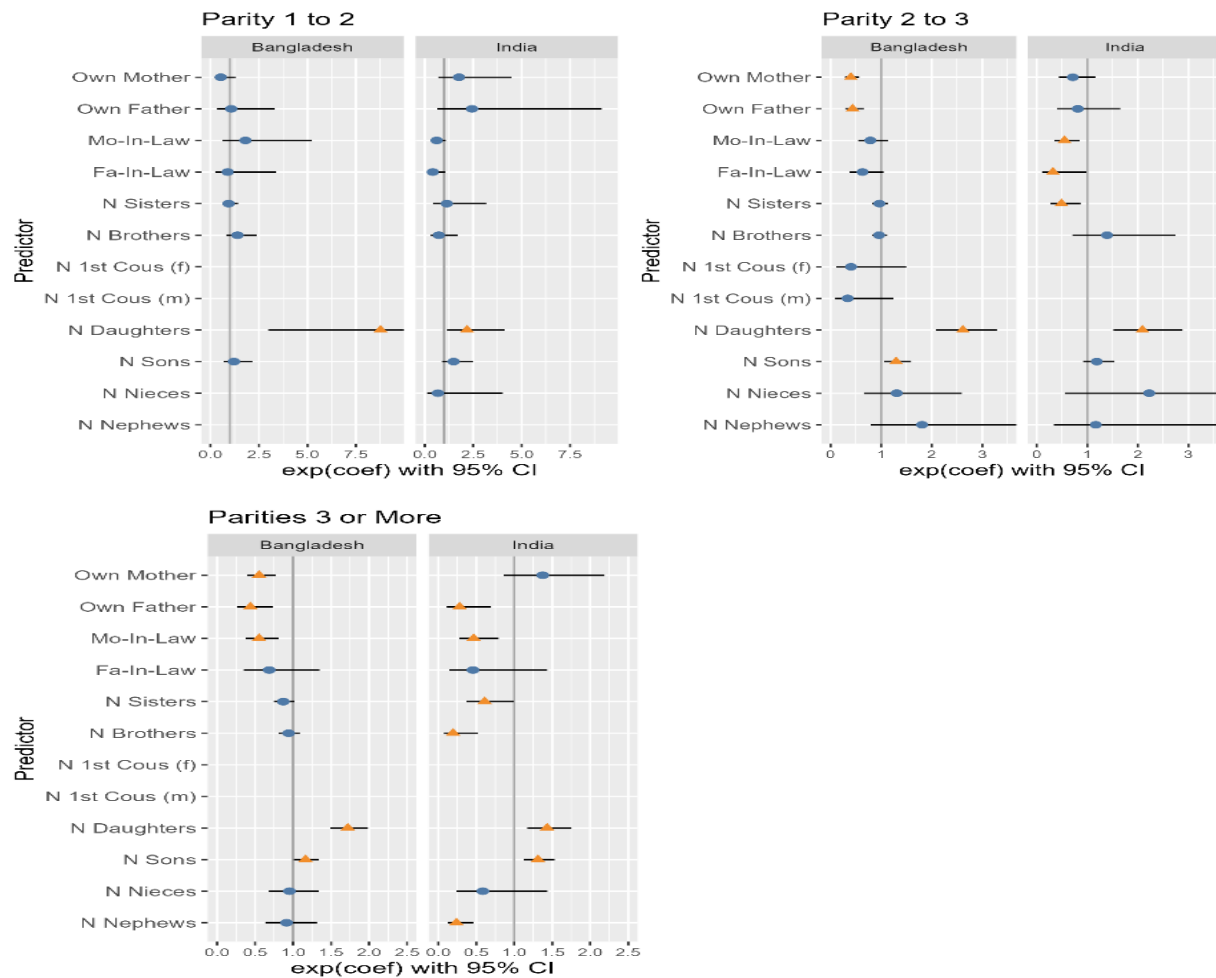 Parity 1 to 2
Bangladesh India
Own Mother
Own Father
Mo-In-Law
Fa-In-Law
N Sisters
N Brothers
N 1st Cous (f)
N 1st Cous (m)
N Daughters
N Sons
N Nieces
N Nephews
Predictor
0.0 2.5 5.0 7.5 0.0 2.5 5.0 7.5
exp(coef) with 95% CI
Parity 2 to 3
Bangladesh India
Own Mother
Own Father
Mo-In-Law
Fa-In-Law
N Sisters
N Brothers
N 1st Cous (f)
N 1st Cous (m)
N Daughters
N Sons
N Nieces
N Nephews
Predictor
0 1 2 3 0 1 2 3
exp(coef) with 95% CI
Parities 3 or More
Bangladesh India
Own Mother
Own Father
Mo-In-Law
Fa-In-Law
N Sisters
N Brothers
N 1st Cous (f)
N 1st Cous (m)
N Daughters
N Sons
N Nieces
N Nephews
Predictor
0.0 0.5 1.0 1.5 2.0 2.5 0.0 0.5 1.0 1.5 2.0 2.5
exp(coef) with 95% CI